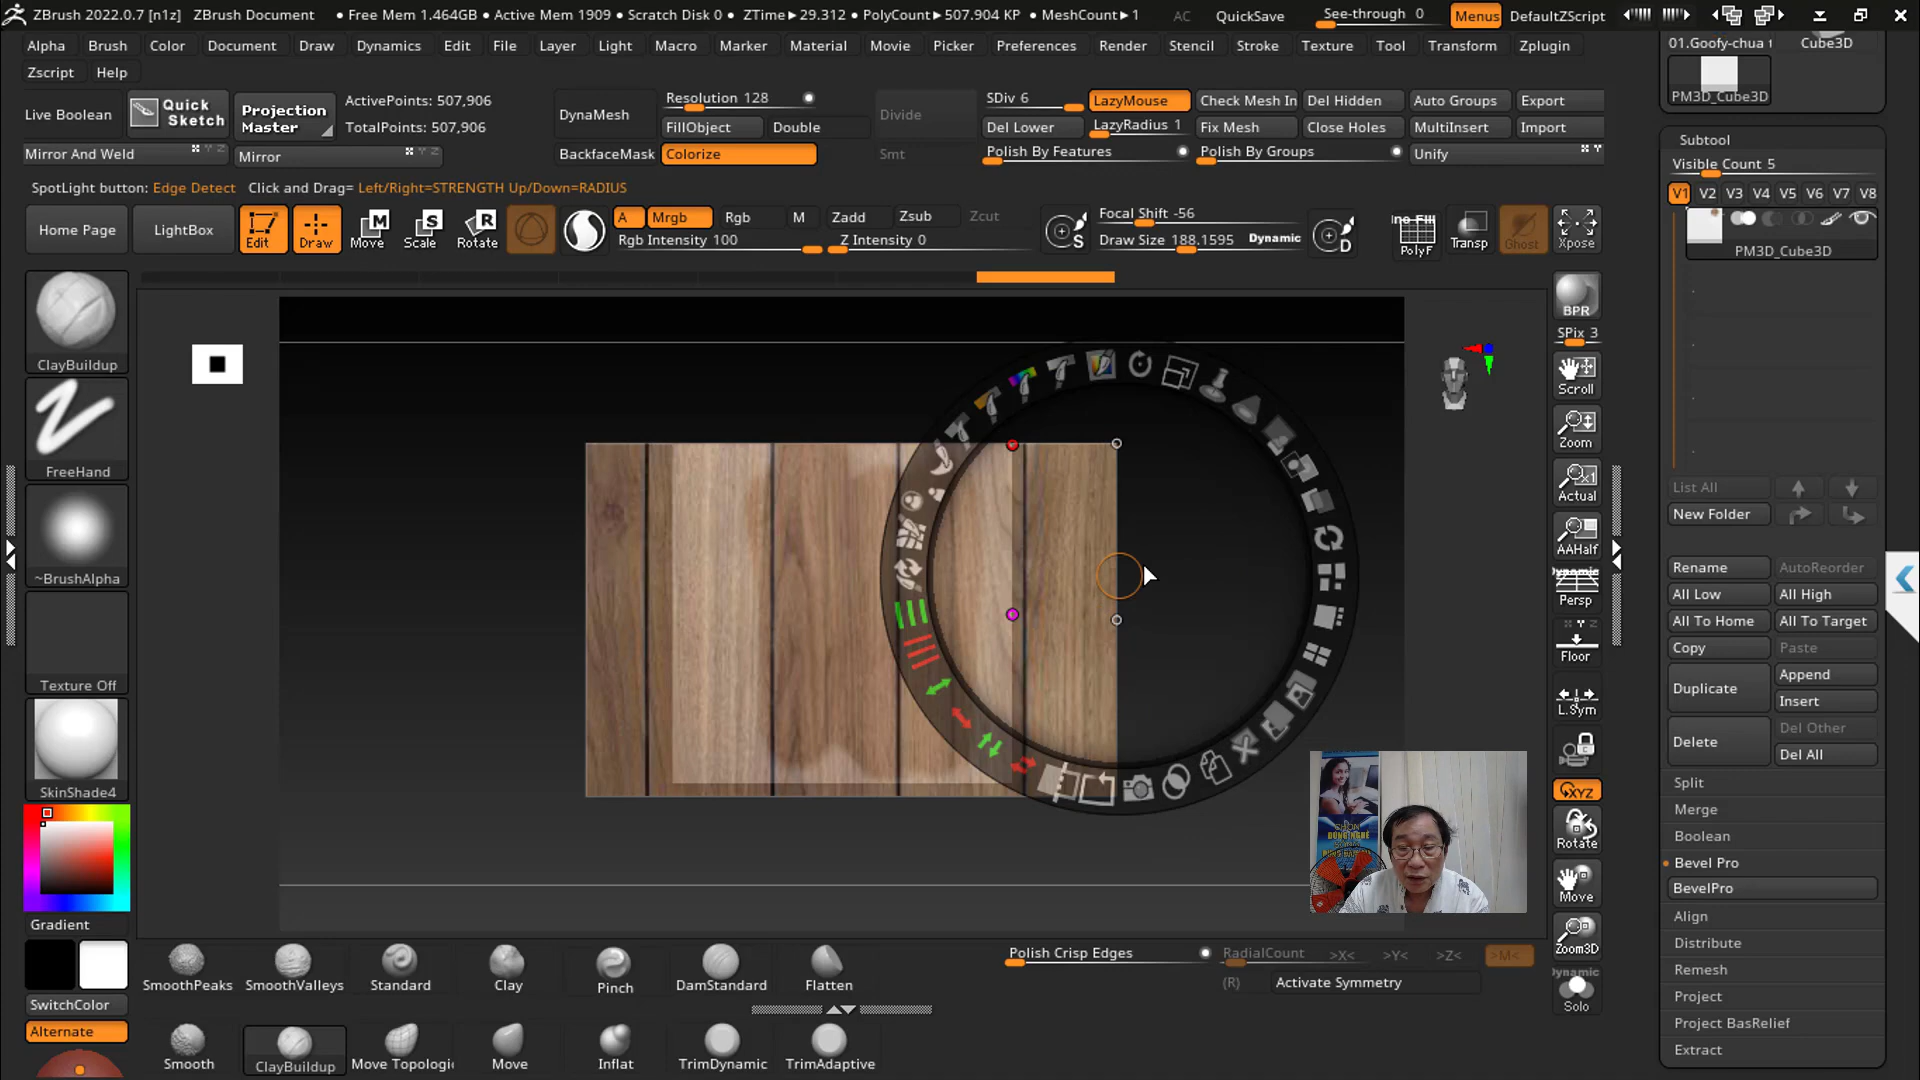 ZBrush 2022.0.7 [n1z] ZBrush Document • Free Mem 1.464GB • Active Mem 1909 • Scratch Disk 0 • ZTime►29.312 • PolyCount►507.904 KP • MeshCount►1 AC QuickSave See-through 0 Menus DefaultZScript
Alpha Brush Color Document Draw Dynamics Edit File Layer Light Macro Marker Material Movie Picker Preferences Render Stencil Stroke Texture Tool Transform Zplugin
Zscript Help
Live Boolean Quick Sketch Projection Master ActivePoints: 507,906 DynaMesh Resolution 128 Divide SDiv 6 LazyMouse Check Mesh In Del Hidden Auto Groups Export
TotalPoints: 507,906 FillObject Double Del Lower LazyRadius 1 Fix Mesh Close Holes MultiInsert Import
Mirror And Weld Mirror BackfaceMask Colorize Smt Polish By Features Polish By Groups Unify
SpotLight button: Edge Detect Click and Drag= Left/Right=STRENGTH Up/Down=RADIUS
Home Page LightBox Edit Draw Move Scale Rotate A Mrgb Rgb M Zadd Zsub Zcut Focal Shift -56 PolyF Transp Ghost Xpose
Rgb Intensity 100 Z Intensity 0 S Draw Size 188.1595 Dynamic D
ClayBuildup
FreeHand
~BrushAlpha
Texture Off
SkinShade4
Gradient
SwitchColor
Alternate
BPR
SPix 3
Scroll
Zoom
Actual
AAHalf
Dynamic
Persp
Floor
L.Sym
XYZ
Rotate
Move
Zoom3D
Dynamic
Solo
01.Goofy-chua t Cube3D
PM3D_Cube3D
Subtool
Visible Count 5
V1 V2 V3 V4 V5 V6 V7 V8
PM3D_Cube3D
List All
New Folder
Rename AutoReorder
All Low All High
All To Home All To Target
Copy Paste
Duplicate Append
Insert
Delete Del Other
Del All
Split
Merge
Boolean
Bevel Pro
BevelPro
Align
Distribute
Remesh
Project
Project BasRelief
Extract
SmoothPeaks SmoothValleys Standard Clay Pinch DamStandard Flatten
Polish Crisp Edges RadialCount >X< >Y< >Z< >M<
(R) Activate Symmetry
Smooth ClayBuildup Move Topologic Move Inflat TrimDynamic TrimAdaptive